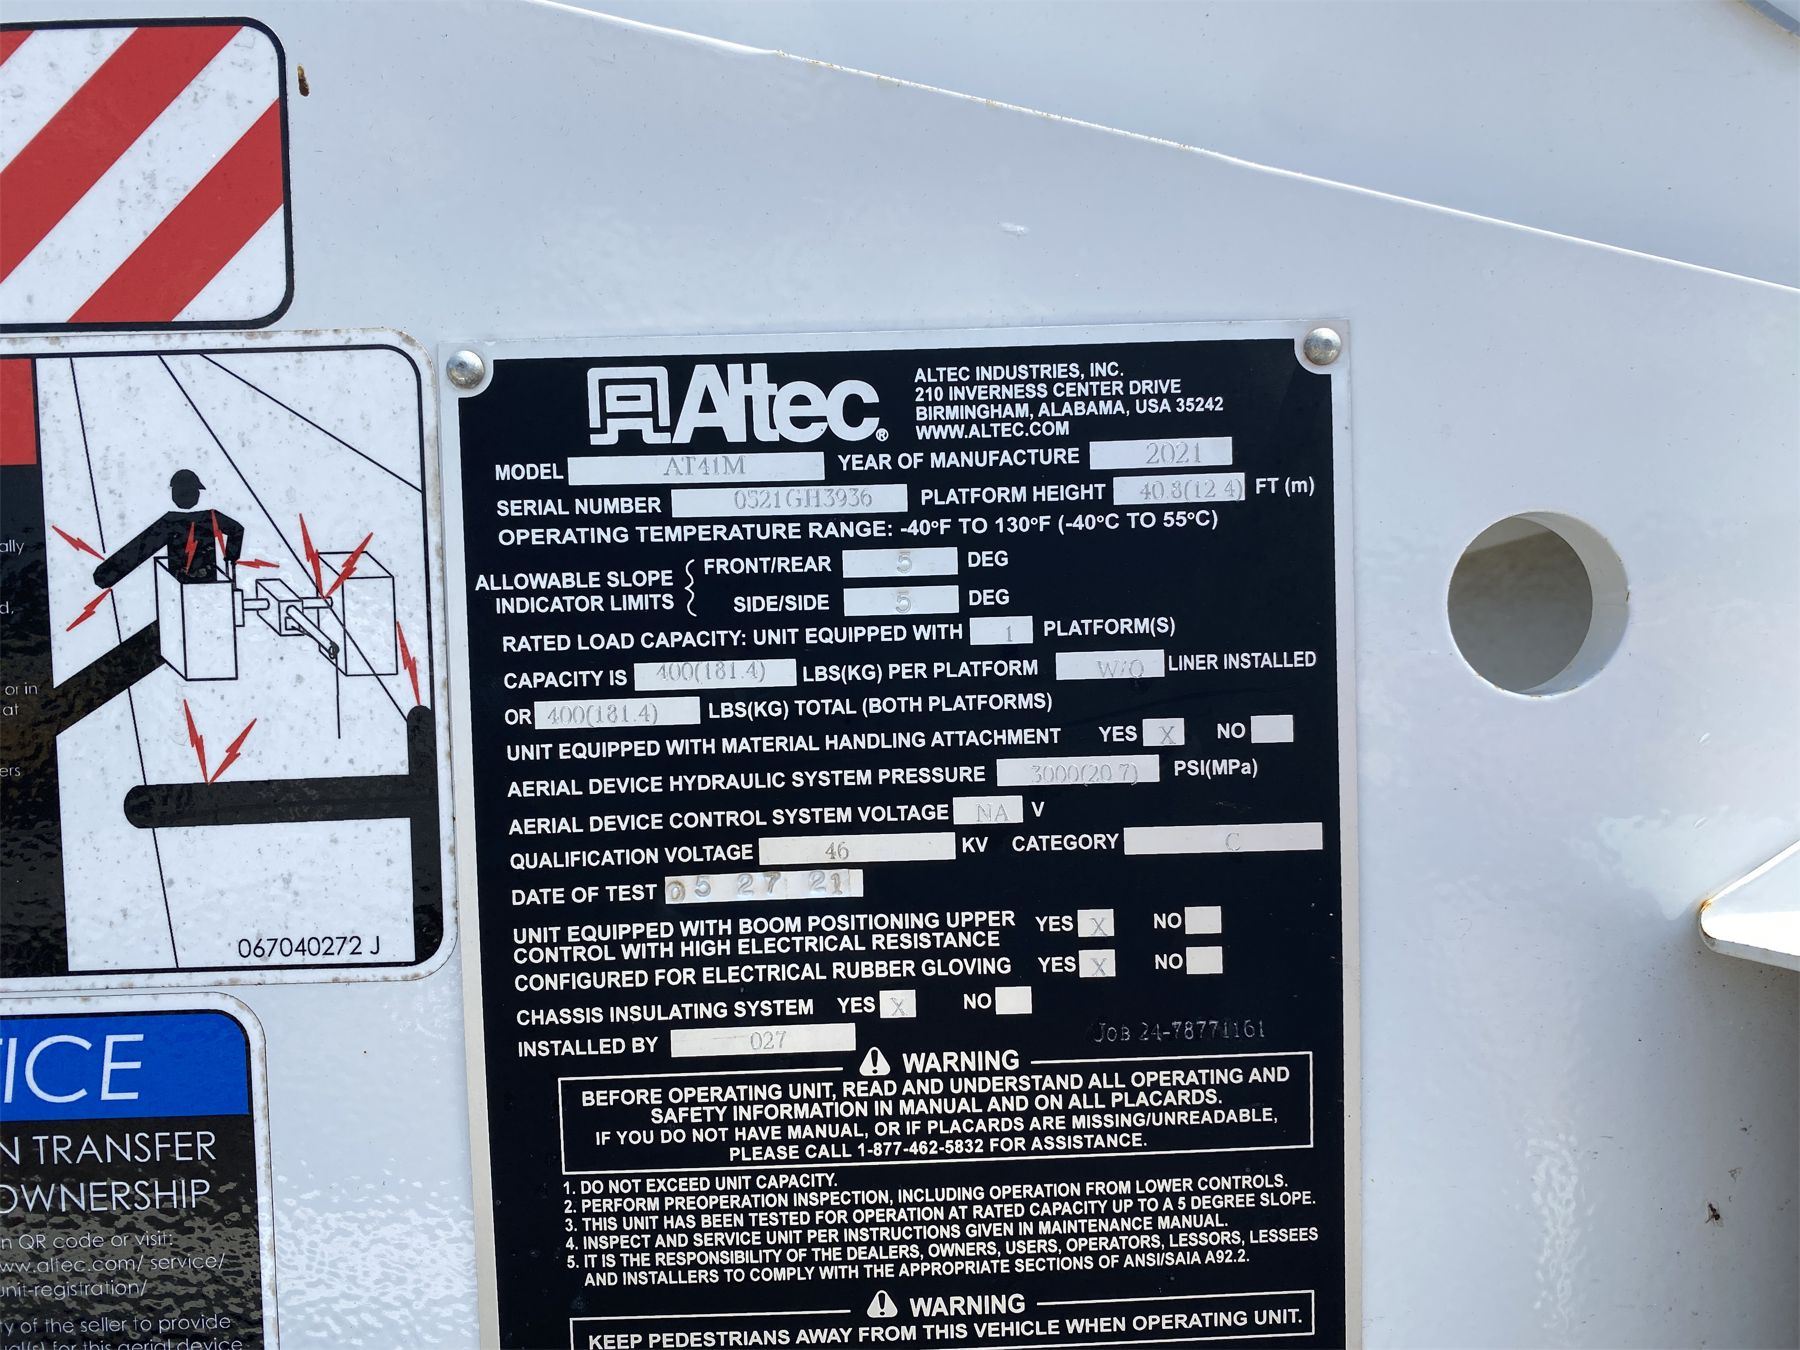 Altec®
ALTEC INDUSTRIES, INC.
210 INVERNESS CENTER DRIVE
BIRMINGHAM, ALABAMA, USA 35242
WWW.ALTEC.COM
MODEL AT41M YEAR OF MANUFACTURE 2021
SERIAL NUMBER 0521GH3936 PLATFORM HEIGHT 40.8(12.4) FT (m)
OPERATING TEMPERATURE RANGE: -40ºF TO 130ºF (-40ºC TO 55ºC)
ALLOWABLE SLOPE INDICATOR LIMITS { FRONT/REAR 5 DEG
SIDE/SIDE 5 DEG
RATED LOAD CAPACITY: UNIT EQUIPPED WITH 1 PLATFORM(S)
CAPACITY IS 400(181.4) LBS(KG) PER PLATFORM W/O LINER INSTALLED
OR 400(181.4) LBS(KG) TOTAL (BOTH PLATFORMS)
UNIT EQUIPPED WITH MATERIAL HANDLING ATTACHMENT YES X NO
AERIAL DEVICE HYDRAULIC SYSTEM PRESSURE 3000(20.7) PSI(MPa)
AERIAL DEVICE CONTROL SYSTEM VOLTAGE NA V
QUALIFICATION VOLTAGE 46 KV CATEGORY C
DATE OF TEST 05 27 21
UNIT EQUIPPED WITH BOOM POSITIONING UPPER YES X NO
CONTROL WITH HIGH ELECTRICAL RESISTANCE
CONFIGURED FOR ELECTRICAL RUBBER GLOVING YES X NO
CHASSIS INSULATING SYSTEM YES X NO
INSTALLED BY 027 JOB 24-78771161
WARNING
BEFORE OPERATING UNIT, READ AND UNDERSTAND ALL OPERATING AND
SAFETY INFORMATION IN MANUAL AND ON ALL PLACARDS.
IF YOU DO NOT HAVE MANUAL, OR IF PLACARDS ARE MISSING/UNREADABLE,
PLEASE CALL 1-877-462-5832 FOR ASSISTANCE.
1. DO NOT EXCEED UNIT CAPACITY.
2. PERFORM PREOPERATION INSPECTION, INCLUDING OPERATION FROM LOWER CONTROLS.
3. THIS UNIT HAS BEEN TESTED FOR OPERATION AT RATED CAPACITY UP TO A 5 DEGREE SLOPE.
4. INSPECT AND SERVICE UNIT PER INSTRUCTIONS GIVEN IN MAINTENANCE MANUAL.
5. IT IS THE RESPONSIBILITY OF THE DEALERS, OWNERS, USERS, OPERATORS, LESSORS, LESSEES
AND INSTALLERS TO COMPLY WITH THE APPROPRIATE SECTIONS OF ANSI/SAIA A92.2.
WARNING
KEEP PEDESTRIANS AWAY FROM THIS VEHICLE WHEN OPERATING UNIT.
ally
d,
or in
at
ers
067040272 J
ICE
N TRANSFER
OWNERSHIP
n QR code or visit:
ww.altec.com/service/
unit-registration/
ty of the seller to provide
for this aerial device